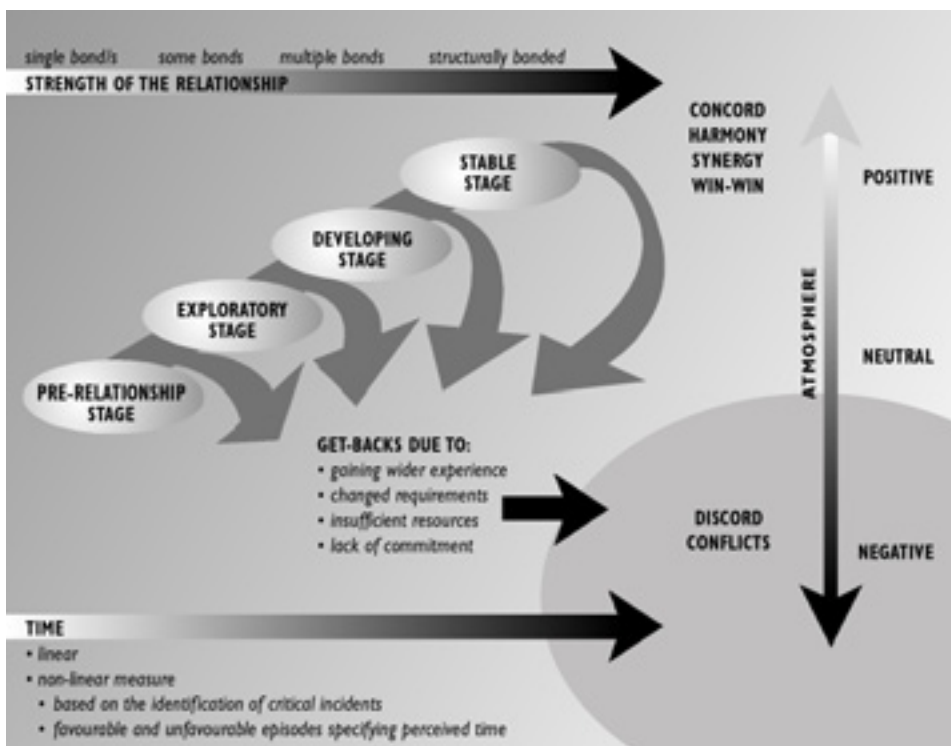 single bond/s some bonds multiple bonds structurally bonded
STRENGTH OF THE RELATIONSHIP
CONCORD
HARMONY
SYNERGY
WIN-WIN
POSITIVE
STABLE
STAGE
DEVELOPING
STAGE
EXPLORATORY
STAGE
PRE-RELATIONSHIP
STAGE
ATMOSPHERE
NEUTRAL
GET-BACKS DUE TO:
• gaining wider experience
• changed requirements
• insufficient resources
• lack of commitment
DISCORD
CONFLICTS
NEGATIVE
TIME
• linear
• non-linear measure
• based on the identification of critical incidents
• favourable and unfavourable episodes specifying perceived time